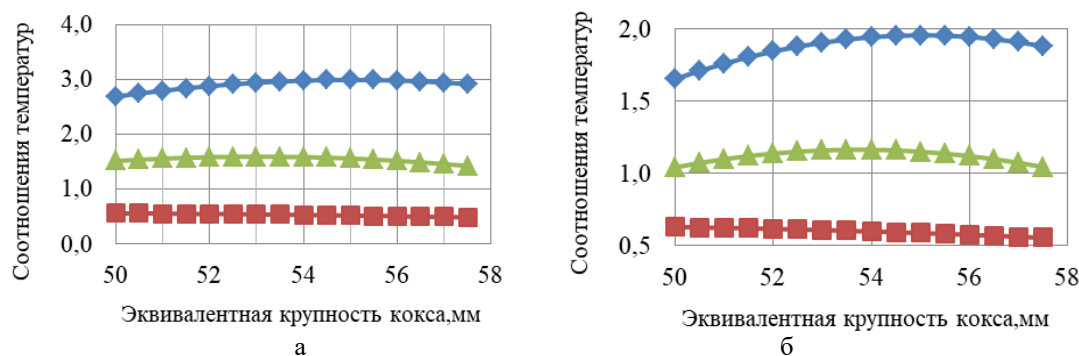 Соотношения температур
4,0
3,0
2,0
1,0
0,0
50 52 54 56 58
Эквивалентная крупность кокса,мм
а
Соотношения температур
2,0
1,5
1,0
0,5
50 52 54 56 58
Эквивалентная крупность кокса,мм
б